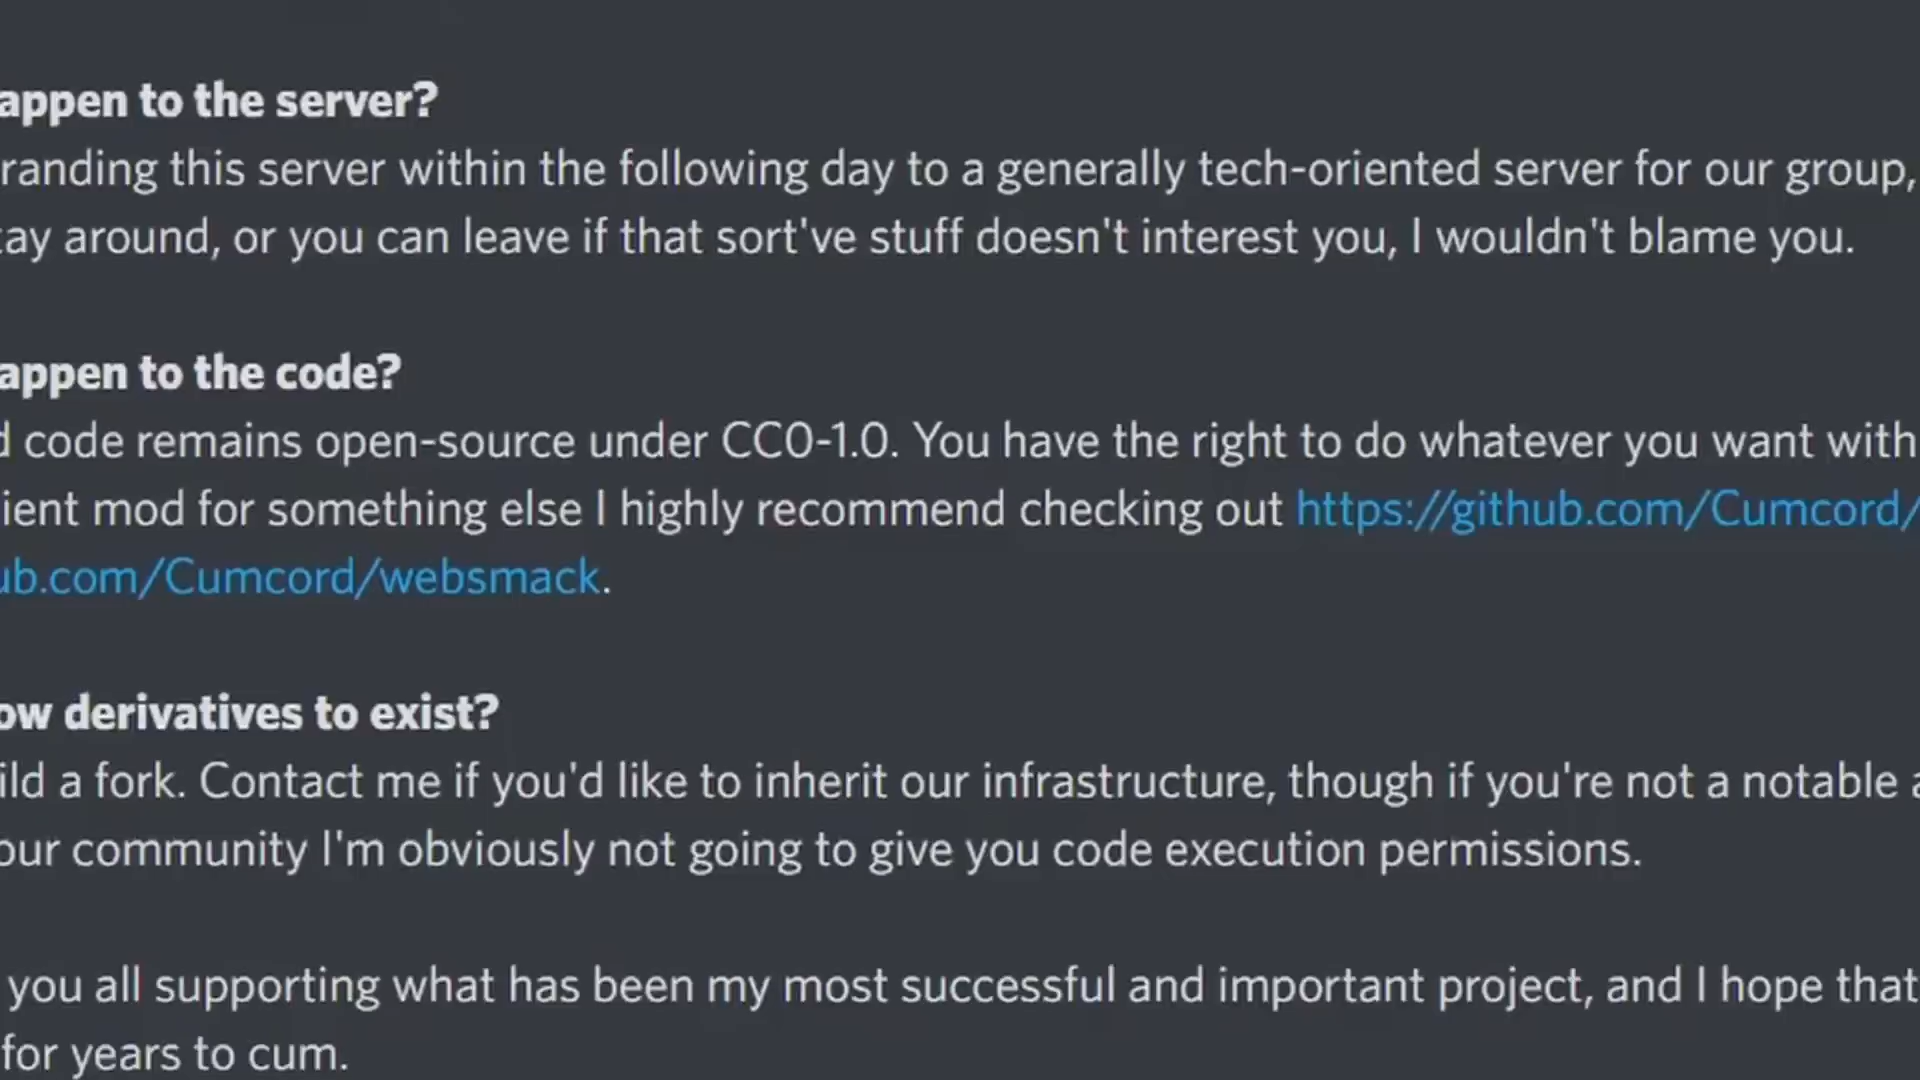 appen to the server?
randing this server within the following day to a generally tech-oriented server for our group,
tay around, or you can leave if that sort've stuff doesn't interest you, I wouldn't blame you.
appen to the code?
d code remains open-source under CC0-1.0. You have the right to do whatever you want with
ient mod for something else I highly recommend checking out https://github.com/Cumcord/
ub.com/Cumcord/websmack.
ow derivatives to exist?
ild a fork. Contact me if you'd like to inherit our infrastructure, though if you're not a notable a
our community I'm obviously not going to give you code execution permissions.
you all supporting what has been my most successful and important project, and I hope that
for years to cum.